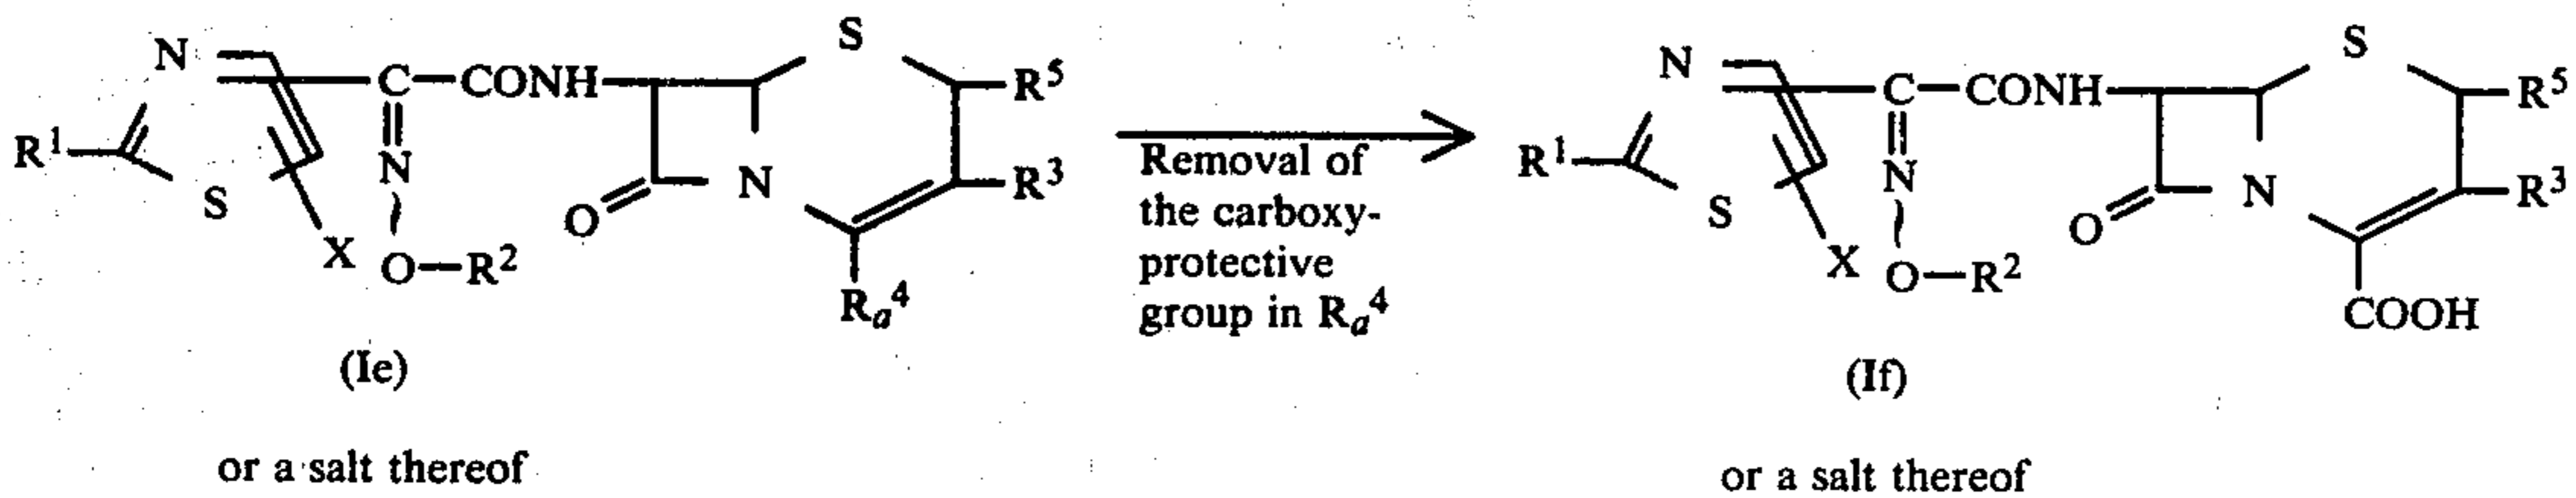 N S N S
C—CONH R⁵ C—CONH R⁵
R¹ N N R³ R¹ N N R³
S O S O
X O—R² X O—R²
Rₐ⁴ COOH
Removal of
the carboxy-
protective
group in Rₐ⁴
(Ie) (If)
or a salt thereof or a salt thereof